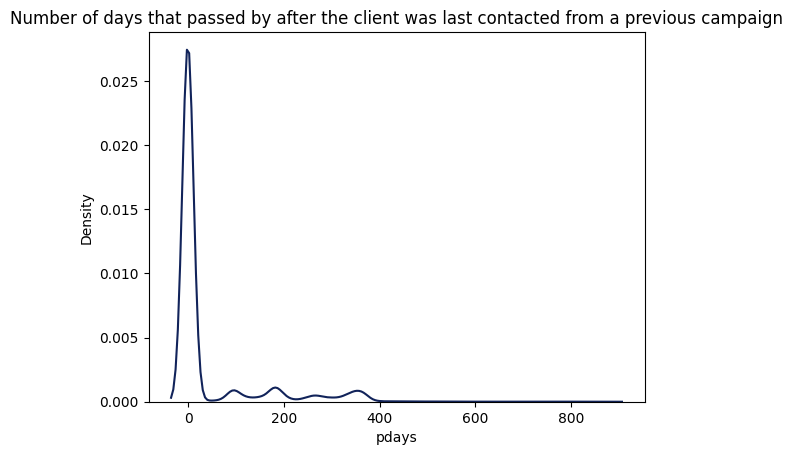 Number of days that passed by after the client was last contacted from a previous campaign
0.025
0.020
0.015
0.010
0.005
0.000
Density
0 200 400 600 800
pdays